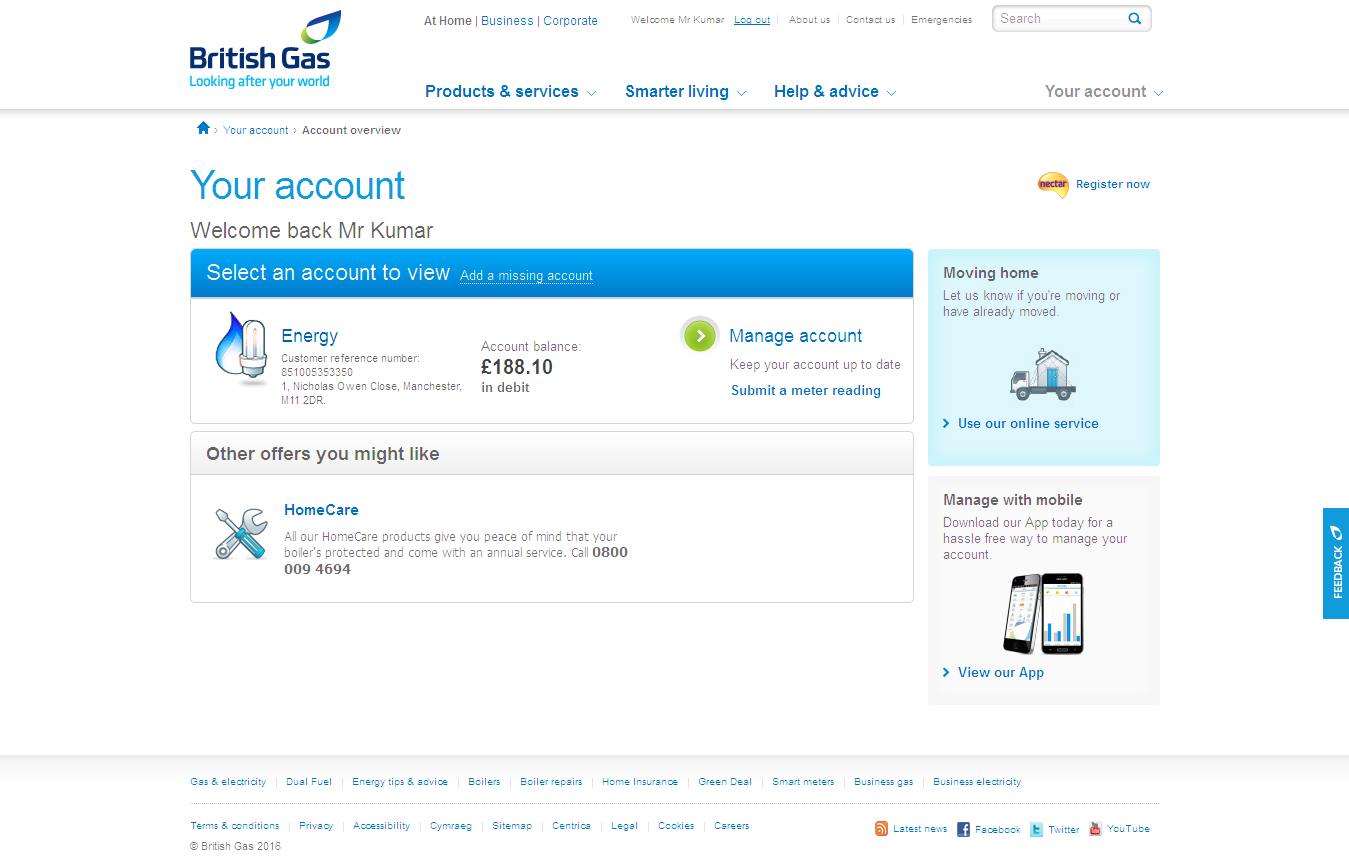 British Gas
Looking after your world
At Home | Business | Corporate
Welcome Mr Kumar Log out About us Contact us Emergencies
Search
Products & services
Smarter living
Help & advice
Your account
Your account › Account overview
Your account
nectar Register now
Welcome back Mr Kumar
Select an account to view Add a missing account
Energy
Customer reference number:
851005353350
1, Nicholas Owen Close, Manchester,
M11 2DR.
Account balance:
£188.10
in debit
Manage account
Keep your account up to date
Submit a meter reading
Other offers you might like
HomeCare
All our HomeCare products give you peace of mind that your
boiler's protected and come with an annual service. Call 0800
009 4694
Moving home
Let us know if you're moving or
have already moved.
Use our online service
Manage with mobile
Download our App today for a
hassle free way to manage your
account.
View our App
FEEDBACK
Gas & electricity Dual Fuel Energy tips & advice Boilers Boiler repairs Home Insurance Green Deal Smart meters Business gas Business electricity
Terms & conditions Privacy Accessibility Cymraeg Sitemap Centrica Legal Cookies Careers
Latest news Facebook Twitter YouTube
© British Gas 2016